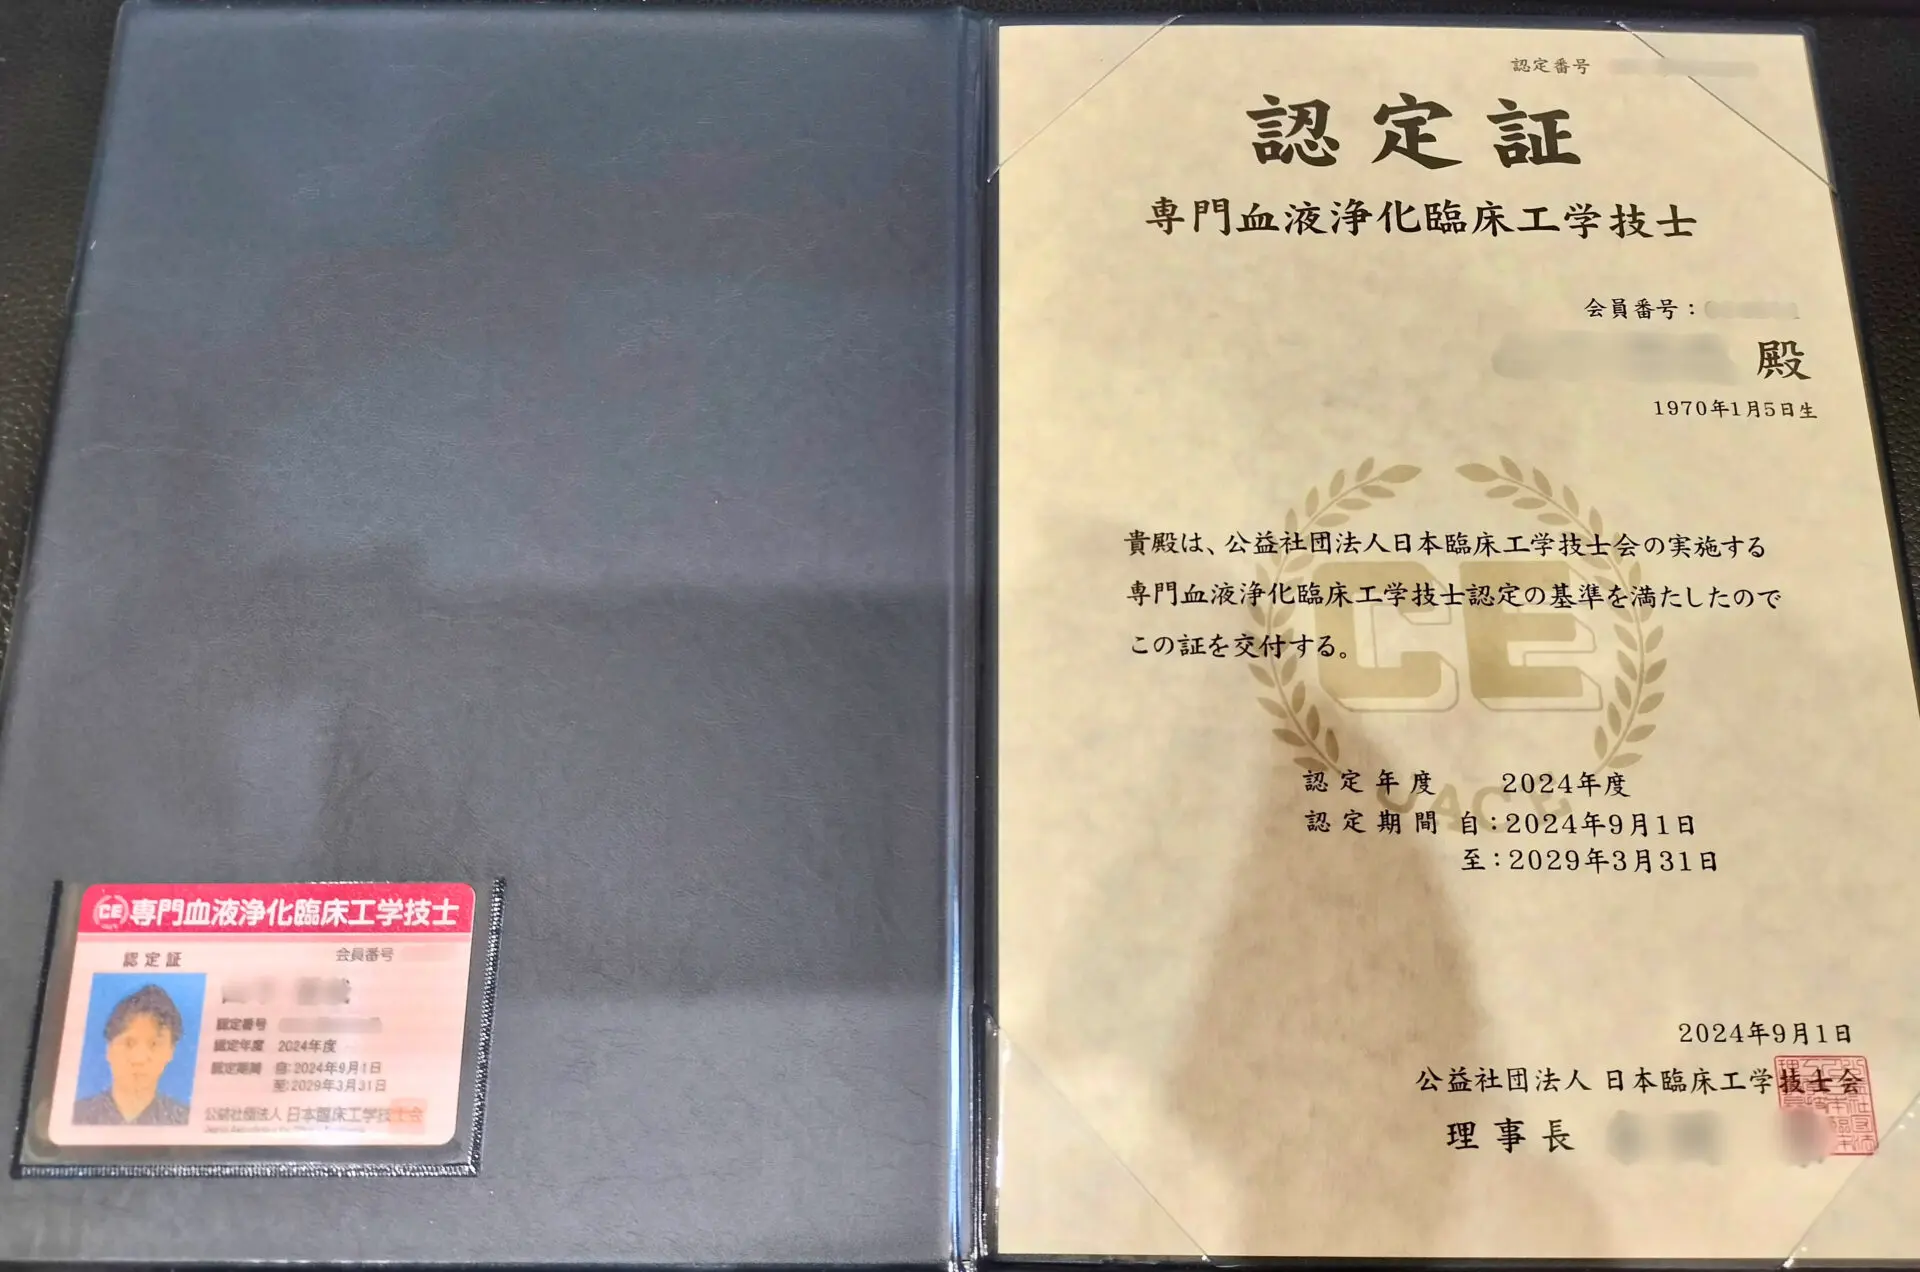 CE 専門血液浄化臨床工学技士
認定証
会員番号
認定番号
認定年度 2024年度
認定期間 自:2024年9月1日
至:2029年3月31日
公益社団法人 日本臨床工学技士会
認定番号
認定証
専門血液浄化臨床工学技士
会員番号:
殿
1970年1月5日生
貴殿は、公益社団法人日本臨床工学技士会の実施する
専門血液浄化臨床工学技士認定の基準を満たしたので
この証を交付する。
CE
JACE
認定年度 2024年度
認定期間 自:2024年9月1日
至:2029年3月31日
2024年9月1日
公益社団法人 日本臨床工学技士会
理事長